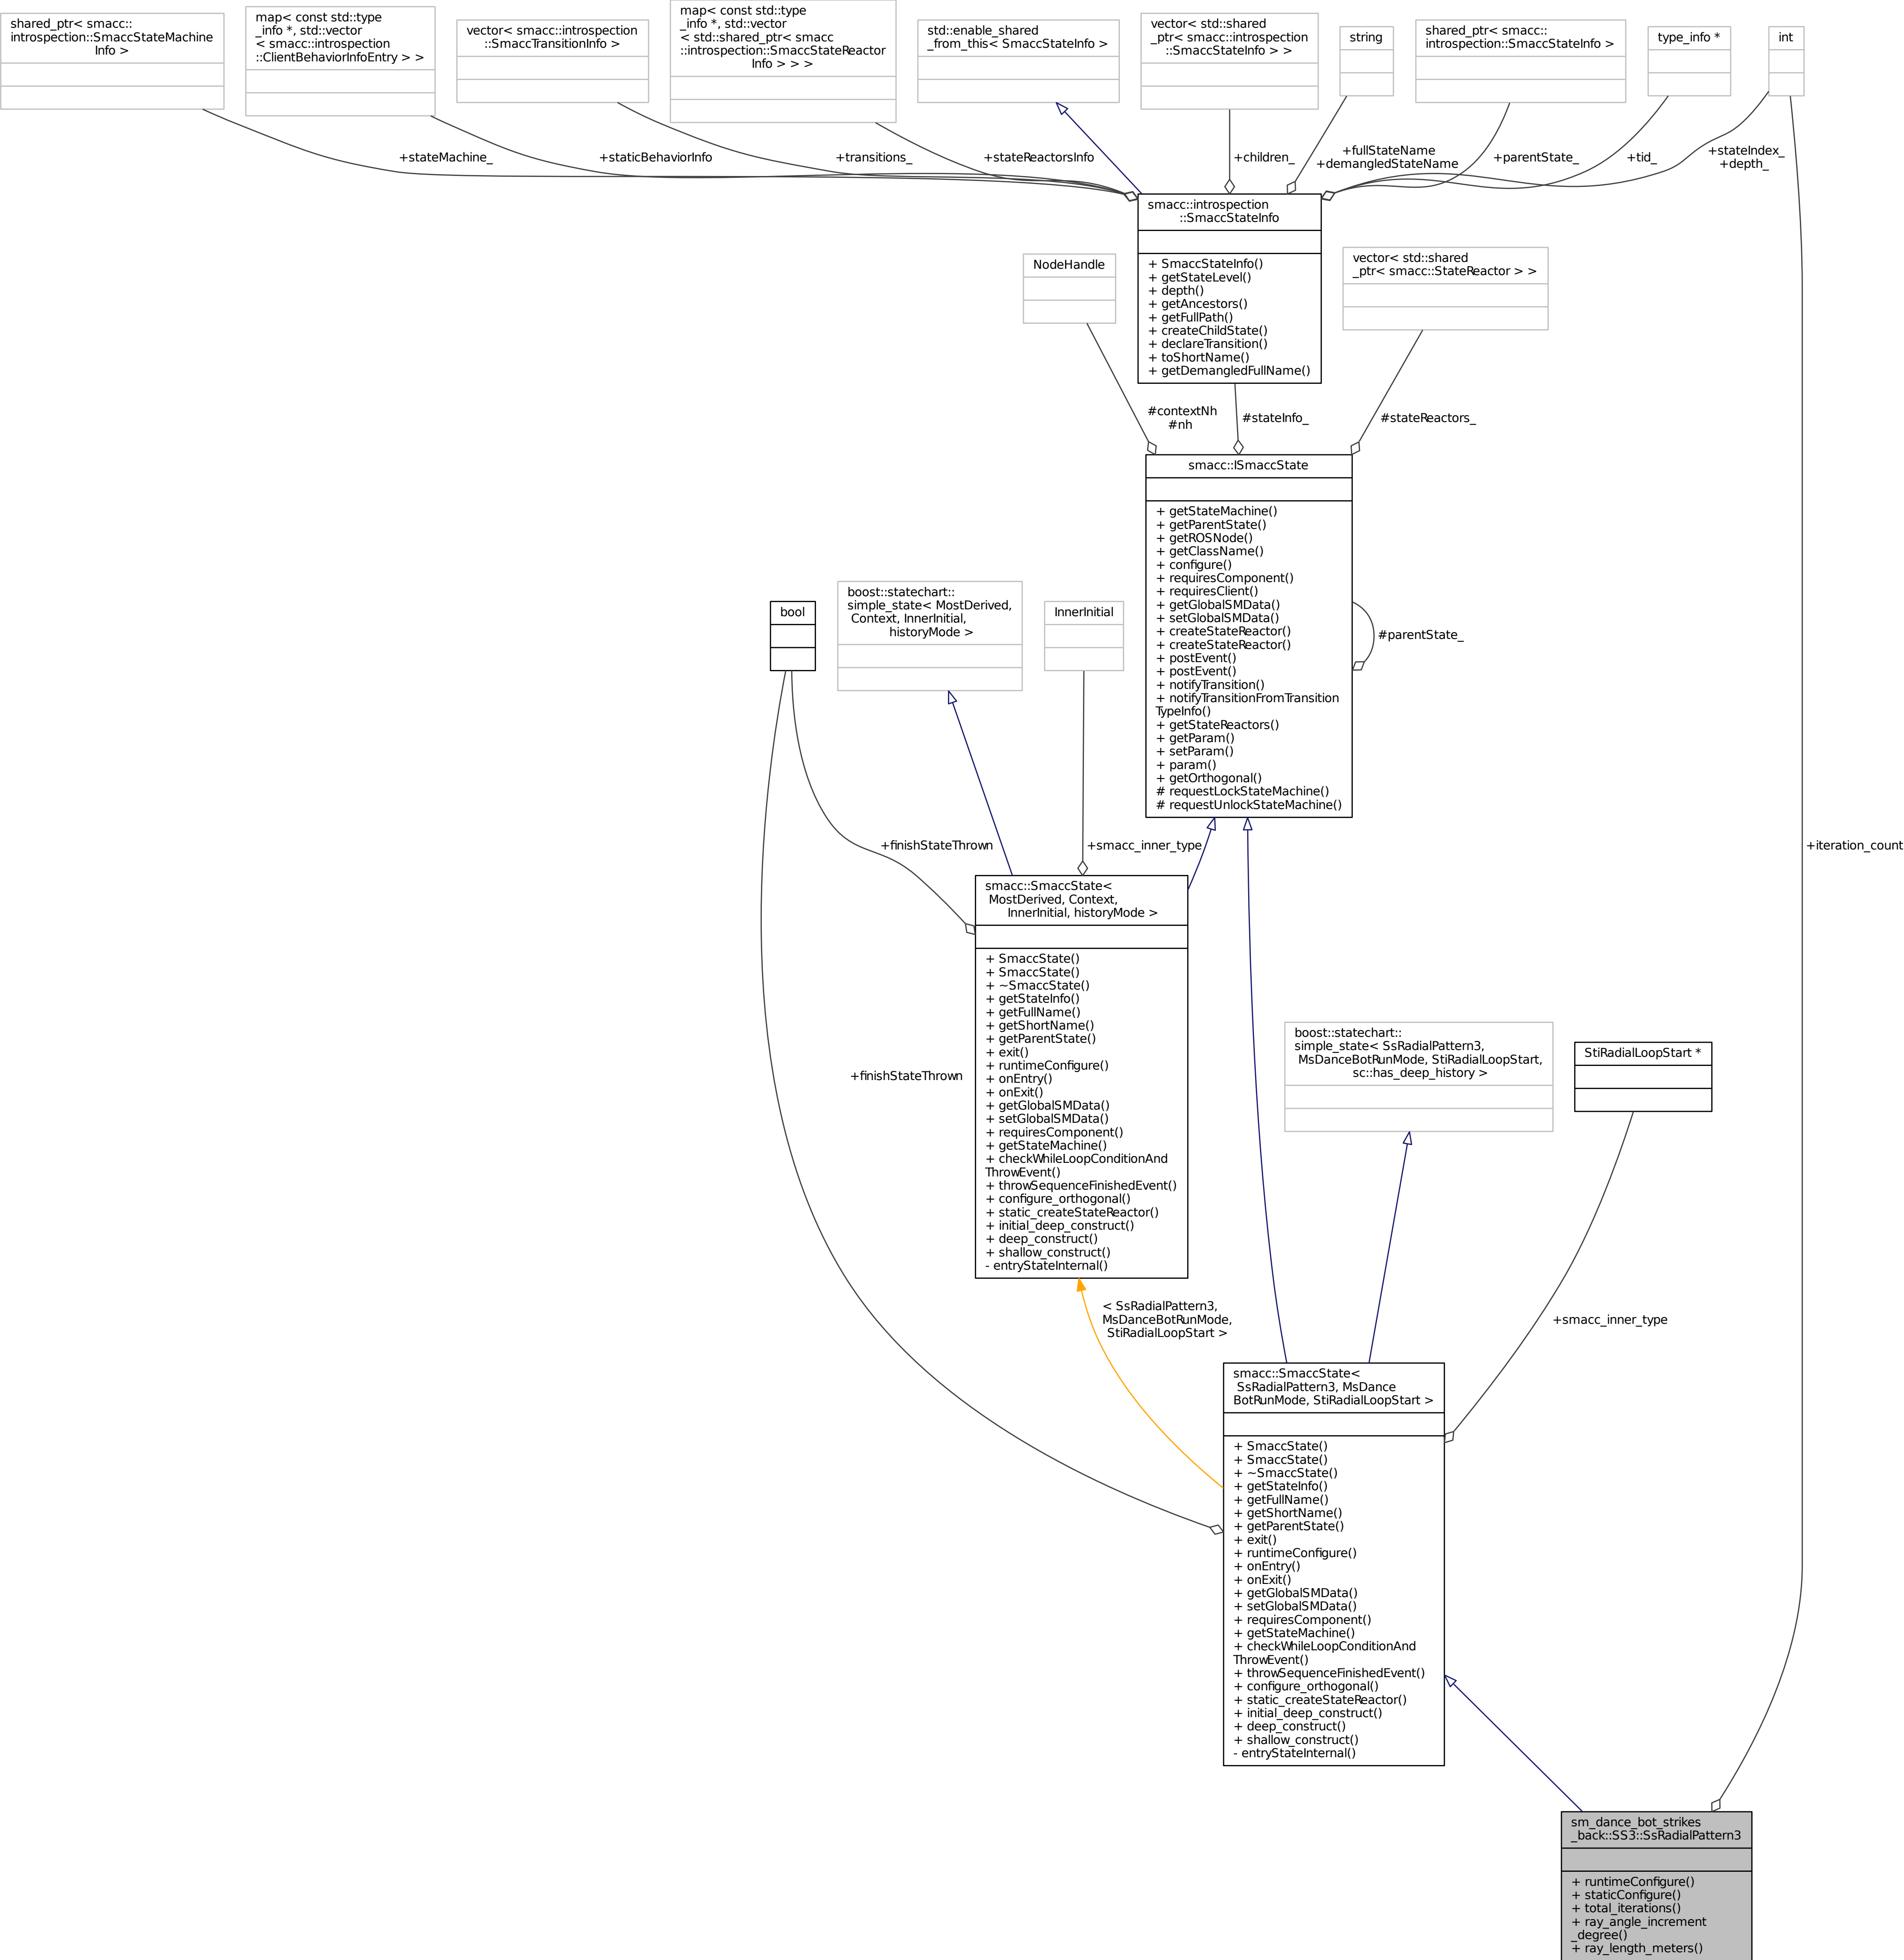 shared_ptr< smacc::
introspection::SmaccStateMachine
Info >
map< const std::type
_info *, std::vector
< smacc::introspection
::ClientBehaviorInfoEntry > >
vector< smacc::introspection
::SmaccTransitionInfo >
map< const std::type
_info *, std::vector
< std::shared_ptr< smacc
::introspection::SmaccStateReactor
Info > > >
std::enable_shared
_from_this< SmaccStateInfo >
vector< std::shared
_ptr< smacc::introspection
::SmaccStateInfo > >
string
shared_ptr< smacc::
introspection::SmaccStateInfo >
type_info *
int
+stateMachine_
+staticBehaviorInfo
+transitions_
+stateReactorsInfo
+children_
+fullStateName
+demangledStateName
+parentState_
+tid_
+stateIndex_
+depth_
smacc::introspection
::SmaccStateInfo
+ SmaccStateInfo()
+ getStateLevel()
+ depth()
+ getAncestors()
+ getFullPath()
+ createChildState()
+ declareTransition()
+ toShortName()
+ getDemangledFullName()
NodeHandle
vector< std::shared
_ptr< smacc::StateReactor > >
#contextNh
#nh
#stateInfo_
#stateReactors_
smacc::ISmaccState
+ getStateMachine()
+ getParentState()
+ getROSNode()
+ getClassName()
+ configure()
+ requiresComponent()
+ requiresClient()
+ getGlobalSMData()
+ setGlobalSMData()
+ createStateReactor()
+ createStateReactor()
+ postEvent()
+ postEvent()
+ notifyTransition()
+ notifyTransitionFromTransition
TypeInfo()
+ getStateReactors()
+ getParam()
+ setParam()
+ param()
+ getOrthogonal()
# requestLockStateMachine()
# requestUnlockStateMachine()
#parentState_
bool
boost::statechart::
simple_state< MostDerived,
Context, InnerInitial,
historyMode >
InnerInitial
+finishStateThrown
+smacc_inner_type
+iteration_count
smacc::SmaccState<
MostDerived, Context,
InnerInitial, historyMode >
+ SmaccState()
+ SmaccState()
+ ~SmaccState()
+ getStateInfo()
+ getFullName()
+ getShortName()
+ getParentState()
+ exit()
+ runtimeConfigure()
+ onEntry()
+ onExit()
+ getGlobalSMData()
+ setGlobalSMData()
+ requiresComponent()
+ getStateMachine()
+ checkWhileLoopConditionAnd
ThrowEvent()
+ throwSequenceFinishedEvent()
+ configure_orthogonal()
+ static_createStateReactor()
+ initial_deep_construct()
+ deep_construct()
+ shallow_construct()
- entryStateInternal()
+finishStateThrown
boost::statechart::
simple_state< SsRadialPattern3,
MsDanceBotRunMode, StiRadialLoopStart,
sc::has_deep_history >
StiRadialLoopStart *
< SsRadialPattern3,
MsDanceBotRunMode,
StiRadialLoopStart >
+smacc_inner_type
smacc::SmaccState<
SsRadialPattern3, MsDance
BotRunMode, StiRadialLoopStart >
+ SmaccState()
+ SmaccState()
+ ~SmaccState()
+ getStateInfo()
+ getFullName()
+ getShortName()
+ getParentState()
+ exit()
+ runtimeConfigure()
+ onEntry()
+ onExit()
+ getGlobalSMData()
+ setGlobalSMData()
+ requiresComponent()
+ getStateMachine()
+ checkWhileLoopConditionAnd
ThrowEvent()
+ throwSequenceFinishedEvent()
+ configure_orthogonal()
+ static_createStateReactor()
+ initial_deep_construct()
+ deep_construct()
+ shallow_construct()
- entryStateInternal()
sm_dance_bot_strikes
_back::SS3::SsRadialPattern3
+ runtimeConfigure()
+ staticConfigure()
+ total_iterations()
+ ray_angle_increment
_degree()
+ ray_length_meters()